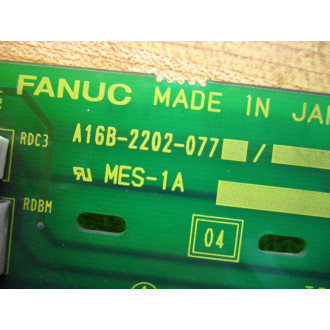 FANUC MADE IN JA
RDC3
A16B-2202-077 /
MES-1A
RDBM
04